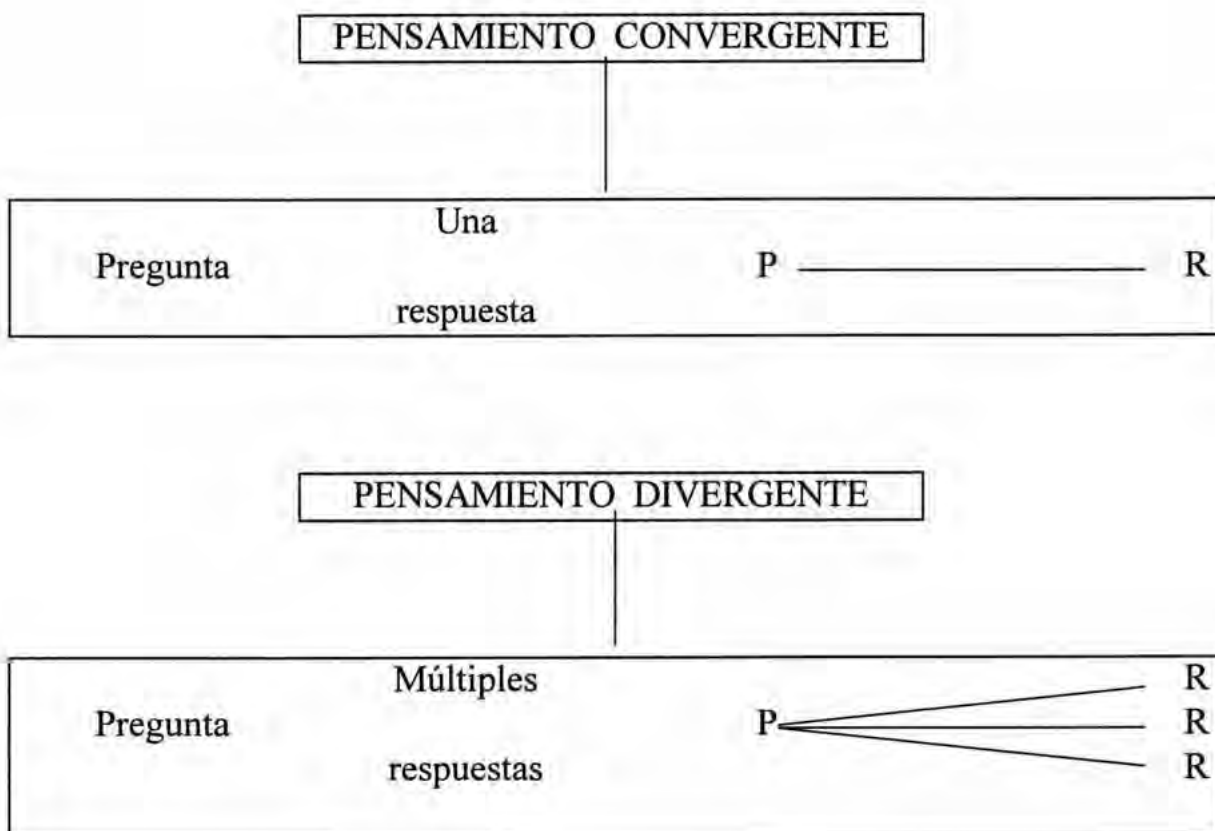 PENSAMIENTO CONVERGENTE
Una
Pregunta P R
respuesta
PENSAMIENTO DIVERGENTE
Múltiples R
Pregunta P R
respuestas R